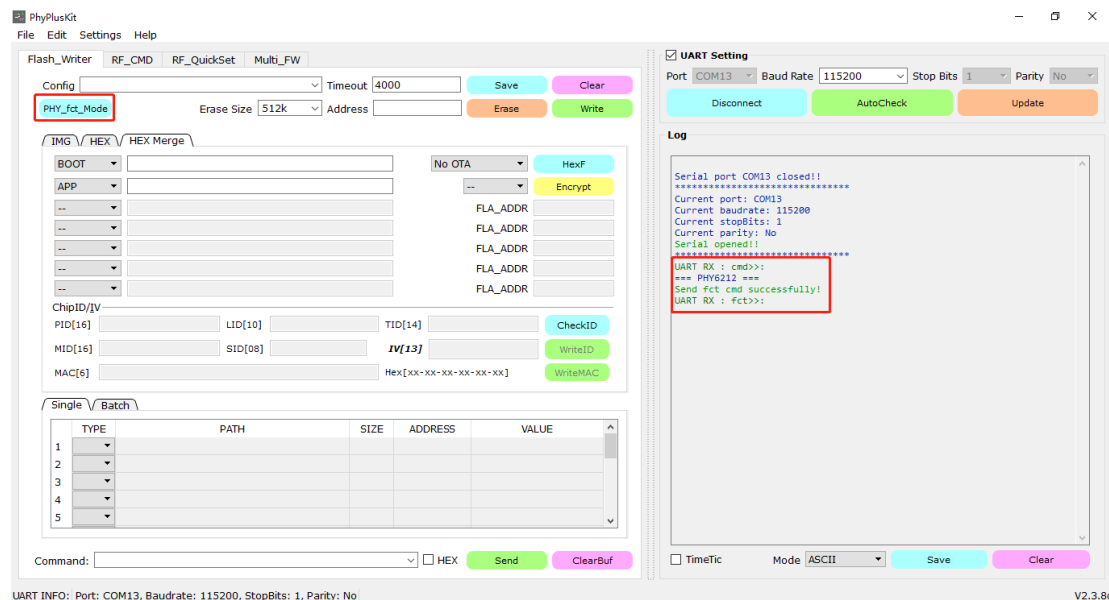 PhyPlusKit
File Edit Settings Help
Flash_Writer RF_CMD RF_QuickSet Multi_FW
Config Timeout 4000 Save Clear
PHY_fct_Mode Erase Size 512k Address Erase Write
IMG HEX HEX Merge
BOOT No OTA HexF
APP -- Encrypt
-- FLA_ADDR
-- FLA_ADDR
-- FLA_ADDR
-- FLA_ADDR
-- FLA_ADDR
ChipID/IV
PID[16] LID[10] TID[14] CheckID
MID[16] SID[08] IV[13] WriteID
MAC[6] Hex[xx-xx-xx-xx-xx-xx] WriteMAC
Single Batch
TYPE PATH SIZE ADDRESS VALUE
1
2
3
4
5
Command: HEX Send ClearBuf
UART Setting
Port COM13 Baud Rate 115200 Stop Bits 1 Parity No
Disconnect AutoCheck Update
Log
Serial port COM13 closed!!
*******************************
Current port: COM13
Current baudrate: 115200
Current stopBits: 1
Current parity: No
Serial opened!!
*******************************
UART RX : cmd>>:
=== PHY6212 ===
Send fct cmd successfully!
UART RX : fct>>:
TimeTic Mode ASCII Save Clear
UART INFO: Port: COM13, Baudrate: 115200, StopBits: 1, Parity: No